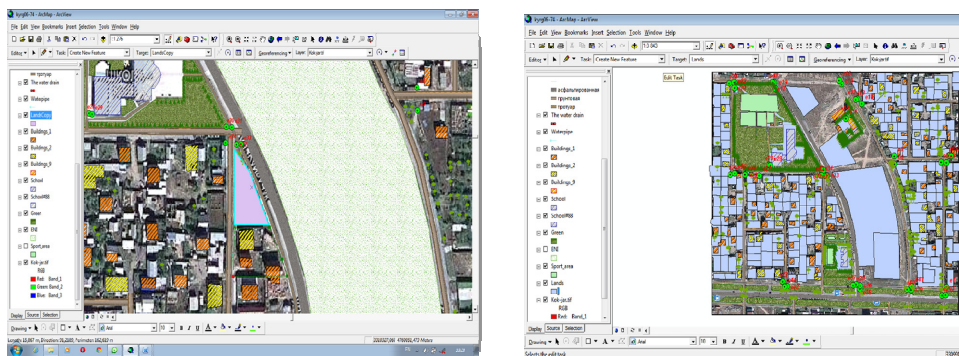 kyrg06-74 - ArcMap - ArcView
File Edit View Bookmarks Insert Selection Tools Window Help
Editor Task: Create New Feature Target: LandsCopy Georeferencing Layer: Kok-jar.tif
тротуар
The water drain
Waterpipe
LandsCopy
Buildings_1
Buildings_2
Buildings_9
School
School#88
Green
ENI
Sport_area
Kok-jar.tif
RGB
Red: Band_1
Green: Band_2
Blue: Band_3
Display Source Selection
Drawing Arial 10 B I U A
kyrg06-74 - ArcMap - ArcView
File Edit View Bookmarks Insert Selection Tools Window Help
1:3 043
Editor Task: Create New Feature Target: Lands Georeferencing Layer: Kok-jar.tif
Edit Task
асфальтированная
грунтовая
тротуар
The water drain
Waterpipe
Buildings_1
Buildings_2
Buildings_9
School
School#88
Green
ENI
Sport_area
Lands
Kok-jar.tif
RGB
Red: Band_1
Display Source Selection
Drawing Arial 10 B I U A
Selects the edit task